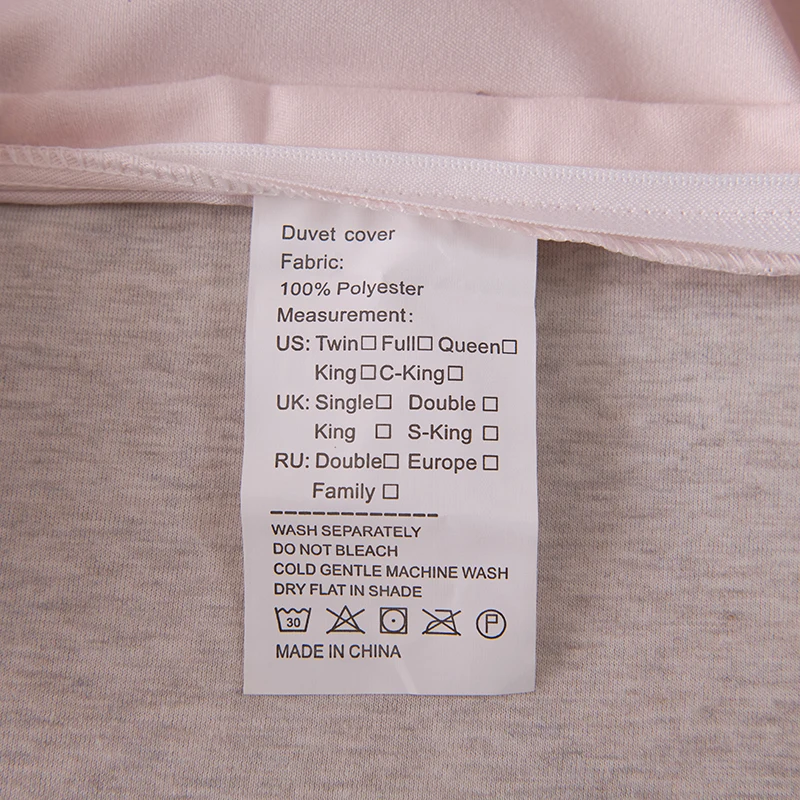 Duvet cover
Fabric:
100% Polyester
Measurement:
US: Twin☐ Full☐ Queen☐
King☐ C-King☐
UK: Single☐ Double ☐
King ☐ S-King ☐
RU: Double☐ Europe ☐
Family ☐
WASH SEPARATELY
DO NOT BLEACH
COLD GENTLE MACHINE WASH
DRY FLAT IN SHADE
30 P
MADE IN CHINA